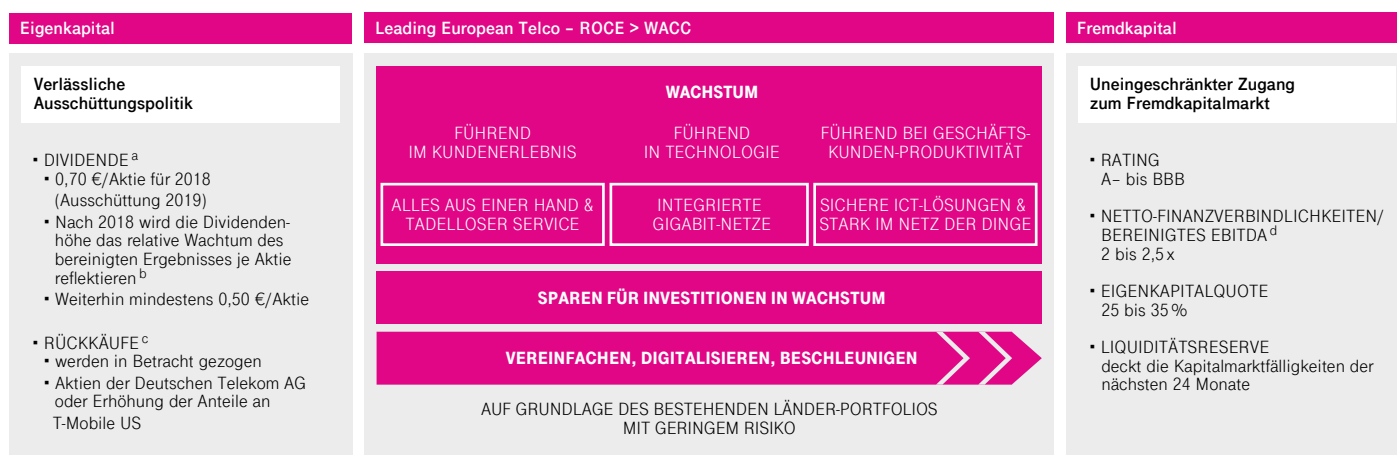 Eigenkapital
Verlässliche
Ausschüttungspolitik
▪ DIVIDENDE a
▪ 0,70 €/Aktie für 2018
(Ausschüttung 2019)
▪ Nach 2018 wird die Dividenden-
höhe das relative Wachtum des
bereinigten Ergebnisses je Aktie
reflektieren b
▪ Weiterhin mindestens 0,50 €/Aktie
▪ RÜCKKÄUFE c
▪ werden in Betracht gezogen
▪ Aktien der Deutschen Telekom AG
oder Erhöhung der Anteile an
T-Mobile US
Leading European Telco – ROCE > WACC
WACHSTUM
FÜHREND
IM KUNDENERLEBNIS
ALLES AUS EINER HAND &
TADELLOSER SERVICE
FÜHREND
IN TECHNOLOGIE
INTEGRIERTE
GIGABIT-NETZE
FÜHREND BEI GESCHÄFTS-
KUNDEN-PRODUKTIVITÄT
SICHERE ICT-LÖSUNGEN &
STARK IM NETZ DER DINGE
SPAREN FÜR INVESTITIONEN IN WACHSTUM
VEREINFACHEN, DIGITALISIEREN, BESCHLEUNIGEN
AUF GRUNDLAGE DES BESTEHENDEN LÄNDER-PORTFOLIOS
MIT GERINGEM RISIKO
Fremdkapital
Uneingeschränkter Zugang
zum Fremdkapitalmarkt
▪ RATING
A– bis BBB
▪ NETTO-FINANZVERBINDLICHKEITEN/
BEREINIGTES EBITDA d
2 bis 2,5 x
▪ EIGENKAPITALQUOTE
25 bis 35 %
▪ LIQUIDITÄTSRESERVE
deckt die Kapitalmarktfälligkeiten der
nächsten 24 Monate